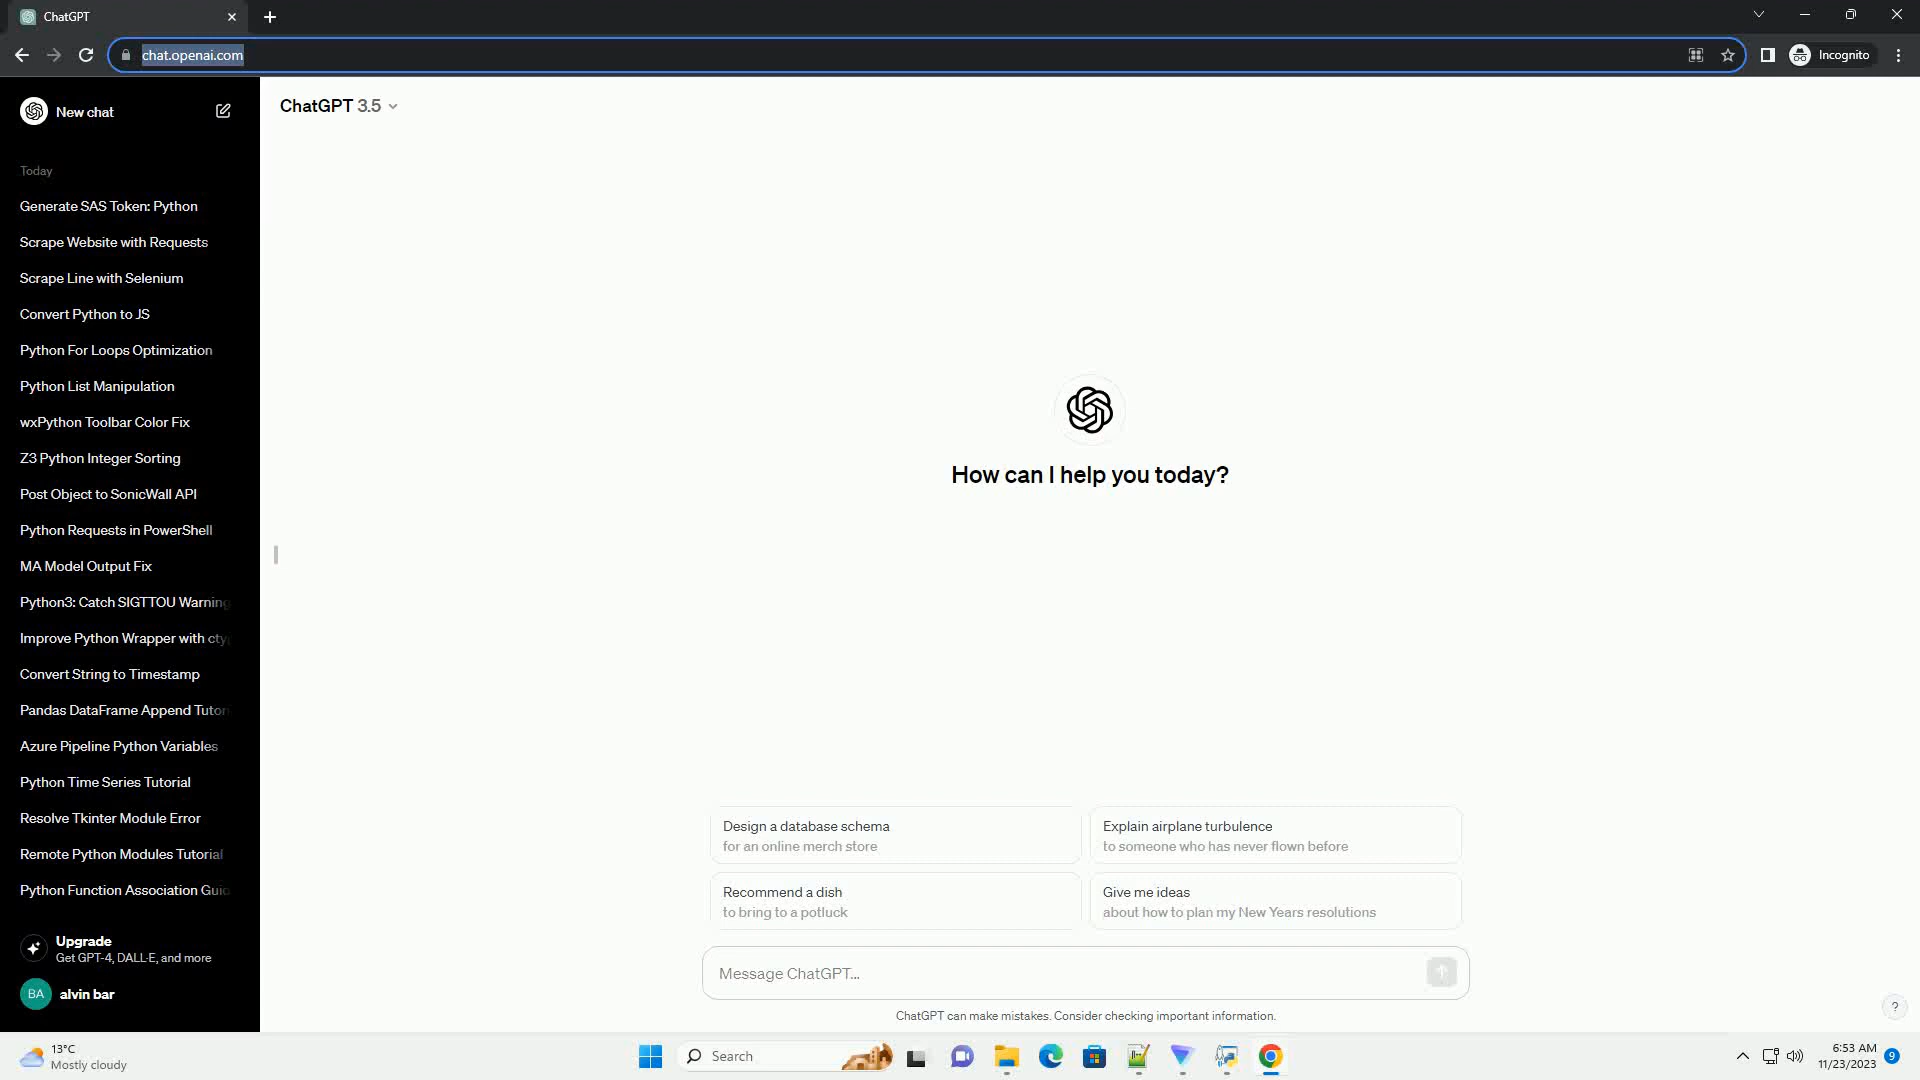 ChatGPT
chat.openai.com
Incognito
New chat
ChatGPT 3.5
Today
Generate SAS Token: Python
Scrape Website with Requests
Scrape Line with Selenium
Convert Python to JS
Python For Loops Optimization
Python List Manipulation
wxPython Toolbar Color Fix
Z3 Python Integer Sorting
Post Object to SonicWall API
Python Requests in PowerShell
MA Model Output Fix
Python3: Catch SIGTTOU Warning
Improve Python Wrapper with cty
Convert String to Timestamp
Pandas DataFrame Append Tutori
Azure Pipeline Python Variables
Python Time Series Tutorial
Resolve Tkinter Module Error
Remote Python Modules Tutorial
Python Function Association Guid
Upgrade
Get GPT-4, DALL·E, and more
BA
alvin bar
How can I help you today?
Design a database schema
for an online merch store
Explain airplane turbulence
to someone who has never flown before
Recommend a dish
to bring to a potluck
Give me ideas
about how to plan my New Years resolutions
Message ChatGPT...
ChatGPT can make mistakes. Consider checking important information.
?
13°C
Mostly cloudy
Search
6:53 AM
11/23/2023
9